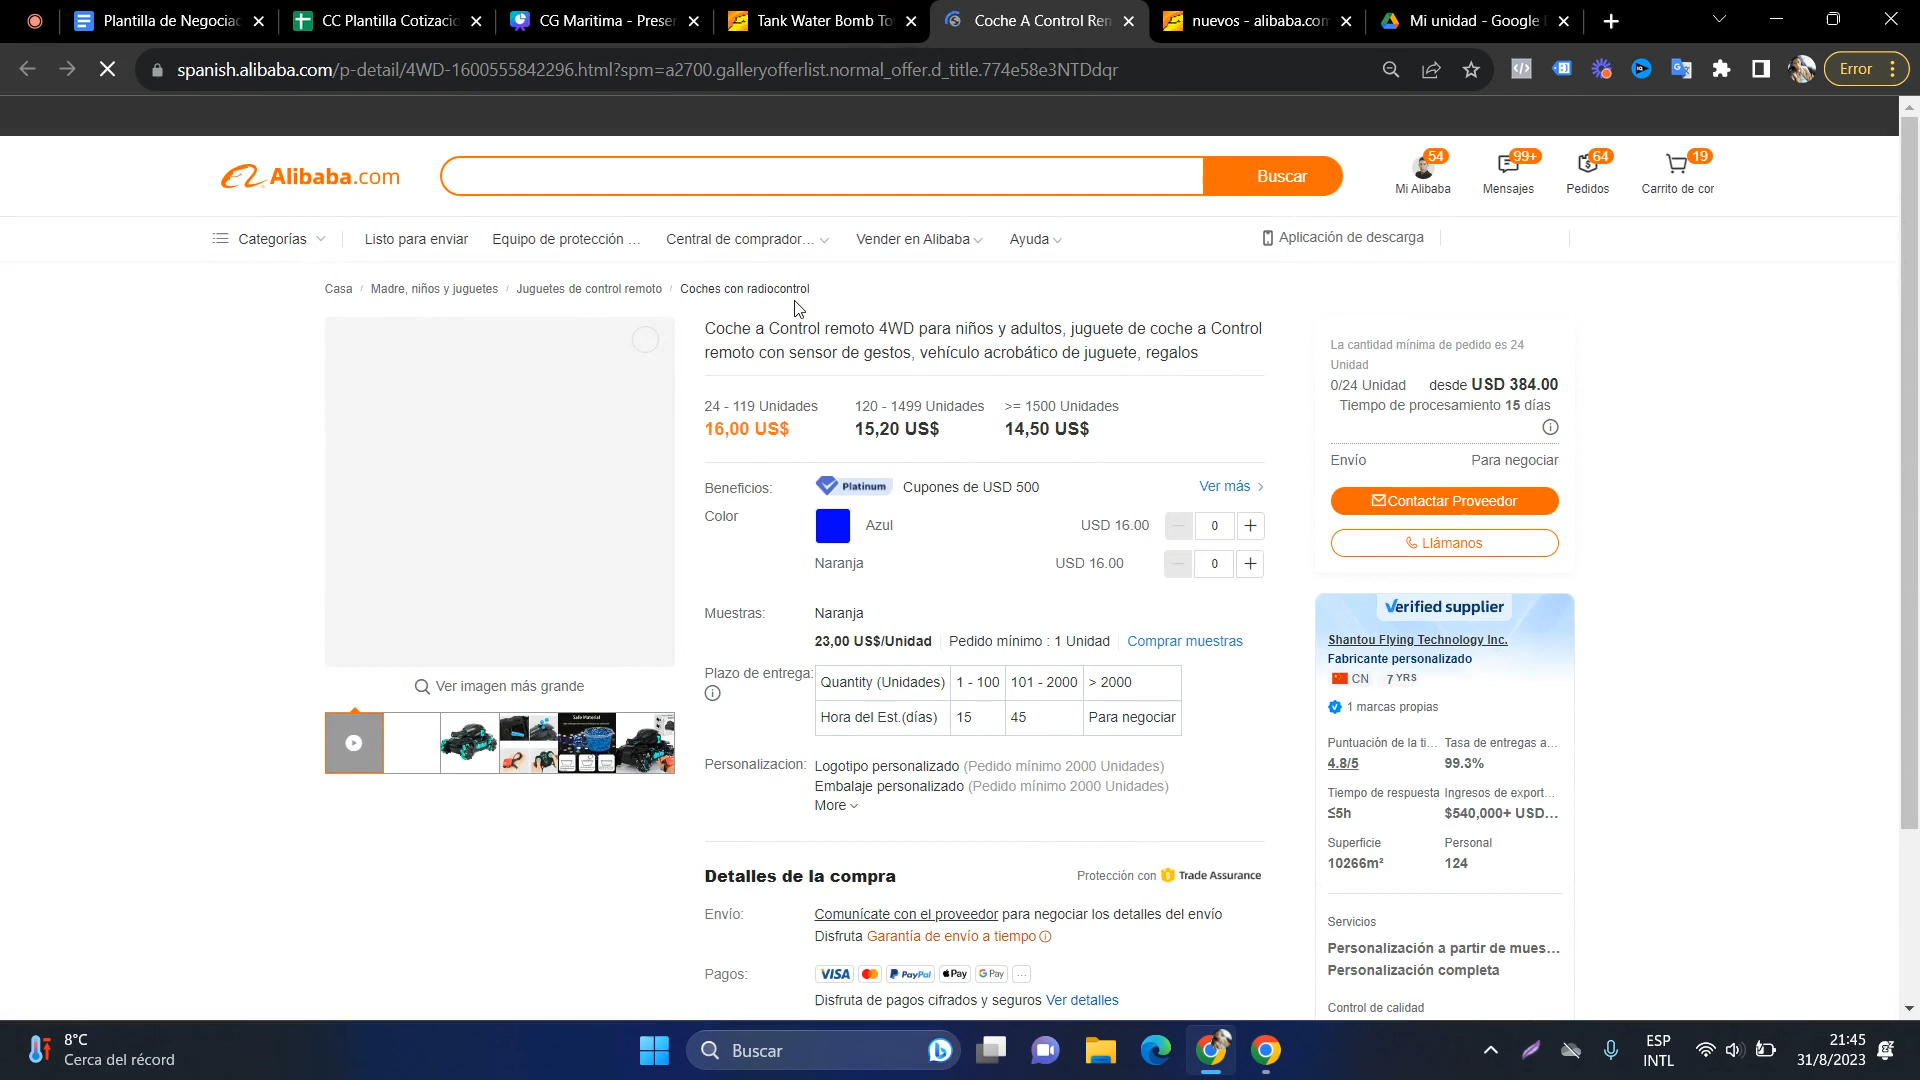 Plantilla de Negociac
CC Plantilla Cotizacio
CG Maritima - Preser
Tank Water Bomb To
Coche A Control Rem
nuevos - alibaba.com
Mi unidad - Google D
spanish.alibaba.com/p-detail/4WD-1600555842296.html?spm=a2700.galleryofferlist.normal_offer.d_title.774e58e3NTDdqr
Error
Alibaba.com
Buscar
54
Mi Alibaba
99+
Mensajes
64
Pedidos
19
Carrito de cor
Categorías
Listo para enviar
Equipo de protección ...
Central de comprador...
Vender en Alibaba
Ayuda
Aplicación de descarga
Casa / Madre, niños y juguetes / Juguetes de control remoto / Coches con radiocontrol
Coche a Control remoto 4WD para niños y adultos, juguete de coche a Control
remoto con sensor de gestos, vehículo acrobático de juguete, regalos
24 - 119 Unidades 120 - 1499 Unidades >= 1500 Unidades
16,00 US$ 15,20 US$ 14,50 US$
Beneficios: Platinum Cupones de USD 500 Ver más >
Color
Azul USD 16.00 0
Naranja USD 16.00 0
Muestras: Naranja
23,00 US$/Unidad Pedido mínimo : 1 Unidad Comprar muestras
Plazo de entrega: Quantity (Unidades) 1 - 100 101 - 2000 > 2000
Hora del Est.(días) 15 45 Para negociar
Personalizacion: Logotipo personalizado (Pedido mínimo 2000 Unidades)
Embalaje personalizado (Pedido mínimo 2000 Unidades)
More
Detalles de la compra Protección con Trade Assurance
Envío: Comunícate con el proveedor para negociar los detalles del envío
Disfruta Garantía de envío a tiempo
Pagos: VISA PayPal Pay G Pay ...
Disfruta de pagos cifrados y seguros Ver detalles
Ver imagen más grande
Safe Material
La cantidad mínima de pedido es 24
Unidad
0/24 Unidad desde USD 384.00
Tiempo de procesamiento 15 días
Envío Para negociar
Contactar Proveedor
Llámanos
Verified supplier
Shantou Flying Technology Inc.
Fabricante personalizado
CN 7 YRS
1 marcas propias
Puntuación de la ti... Tasa de entregas a...
4.8/5 99.3%
Tiempo de respuesta Ingresos de export...
≤5h $540,000+ USD...
Superficie Personal
10266m² 124
Servicios
Personalización a partir de mues...
Personalización completa
Control de calidad
8°C
Cerca del récord
Buscar
ESP
INTL
21:45
31/8/2023